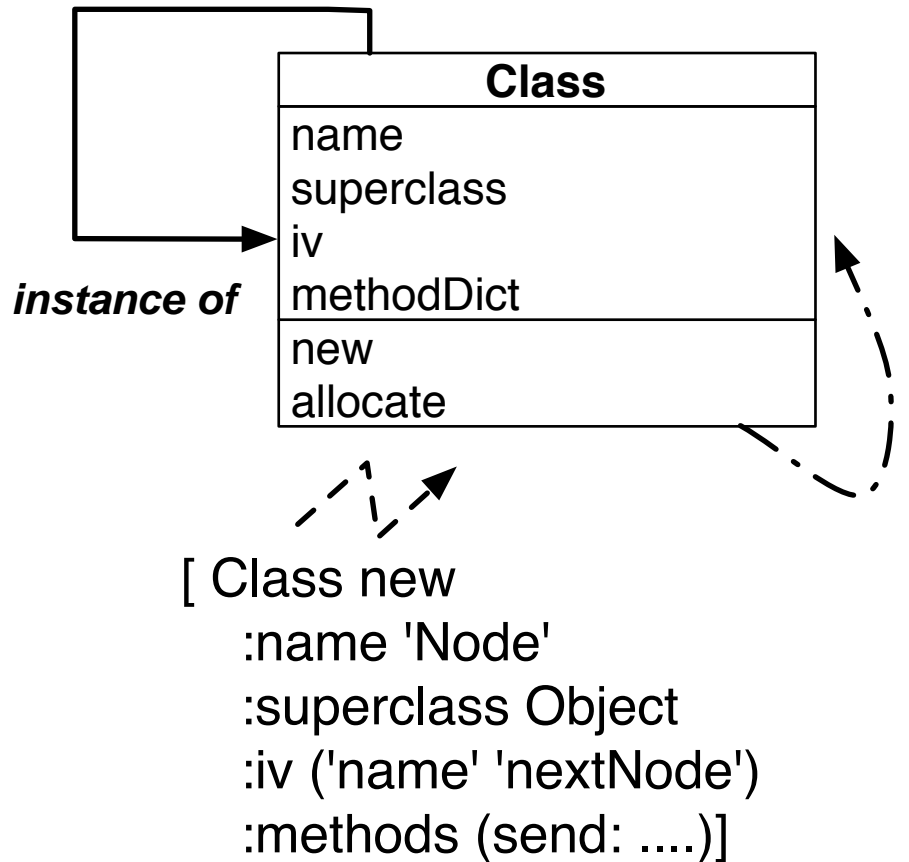 Class
name
superclass
iv
methodDict
instance of
new
allocate
[ Class new
:name 'Node'
:superclass Object
:iv ('name' 'nextNode')
:methods (send: ....)]